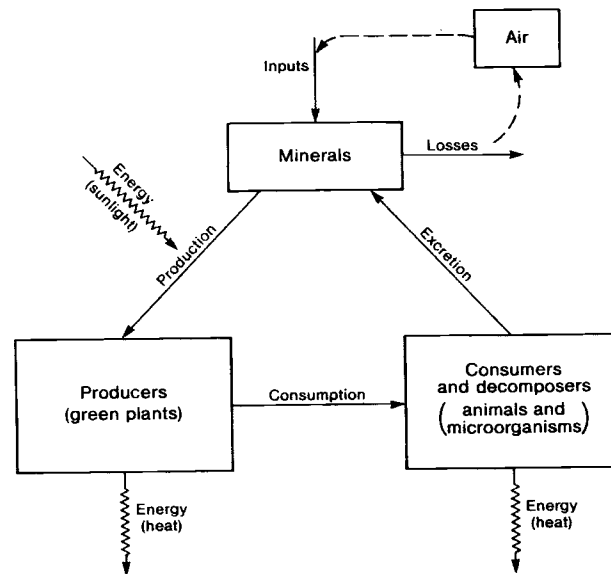 Air
Inputs
Minerals
Losses
Energy
(sunlight)
Production
Excretion
Producers
(green plants)
Consumption
Consumers
and decomposers
(animals and
microorganisms)
Energy
(heat)
Energy
(heat)